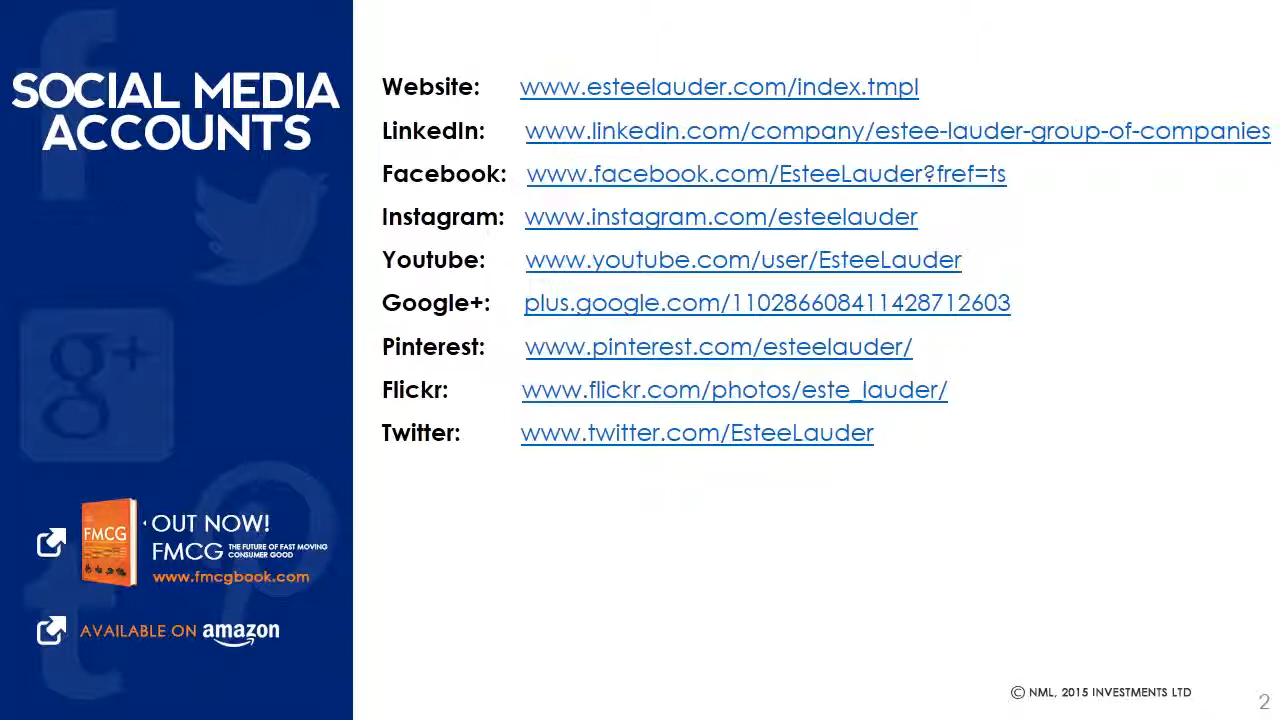 SOCIAL MEDIA
ACCOUNTS
Website: www.esteelauder.com/index.tmpl
LinkedIn: www.linkedin.com/company/estee-lauder-group-of-companies
Facebook: www.facebook.com/EsteeLauder?fref=ts
Instagram: www.instagram.com/esteelauder
Youtube: www.youtube.com/user/EsteeLauder
Google+: plus.google.com/110286608411428712603
Pinterest: www.pinterest.com/esteelauder/
Flickr: www.flickr.com/photos/este_lauder/
Twitter: www.twitter.com/EsteeLauder
g+
FMCG
OUT NOW!
FMCG THE FUTURE OF FAST MOVING
CONSUMER GOOD
www.fmcgbook.com
AVAILABLE ON amazon
© NML, 2015 INVESTMENTS LTD
2